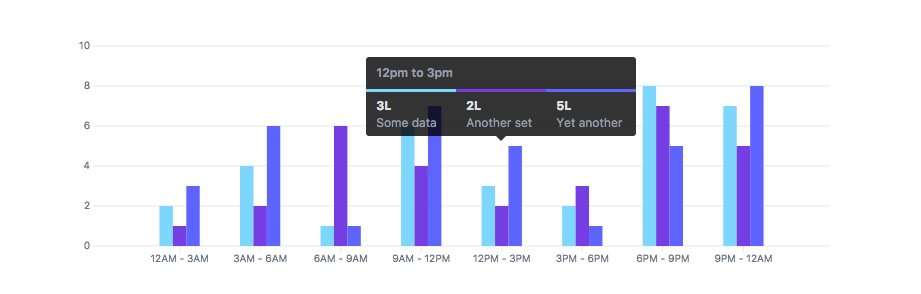 10
12pm to 3pm
8
3L 2L 5L
Some data Another set Yet another
6
4
2
0
12AM - 3AM 3AM - 6AM 6AM - 9AM 9AM - 12PM 12PM - 3PM 3PM - 6PM 6PM - 9PM 9PM - 12AM